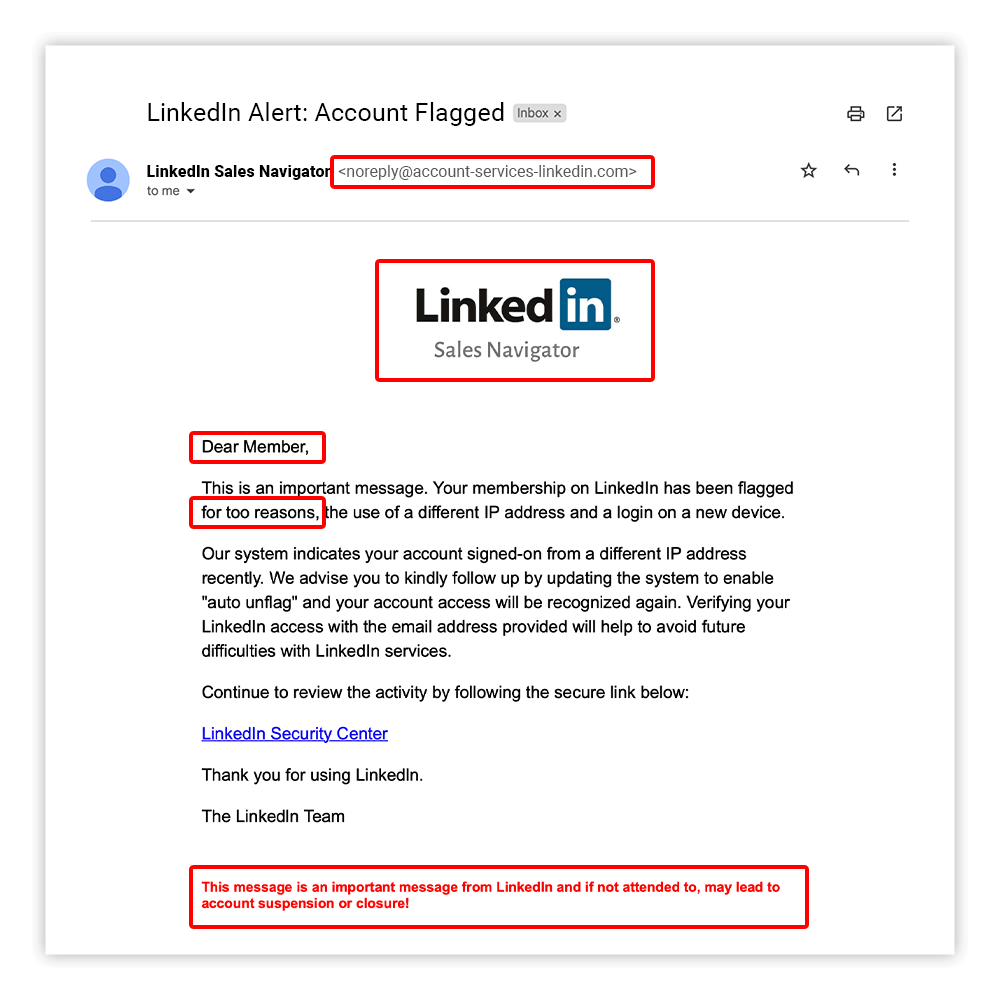 LinkedIn Alert: Account Flagged Inbox x
LinkedIn Sales Navigator <noreply@account-services-linkedin.com>
to me
Linked in ®
Sales Navigator
Dear Member,
This is an important message. Your membership on LinkedIn has been flagged
for too reasons, the use of a different IP address and a login on a new device.
Our system indicates your account signed-on from a different IP address
recently. We advise you to kindly follow up by updating the system to enable
"auto unflag" and your account access will be recognized again. Verifying your
LinkedIn access with the email address provided will help to avoid future
difficulties with LinkedIn services.
Continue to review the activity by following the secure link below:
LinkedIn Security Center
Thank you for using LinkedIn.
The LinkedIn Team
This message is an important message from LinkedIn and if not attended to, may lead to
account suspension or closure!